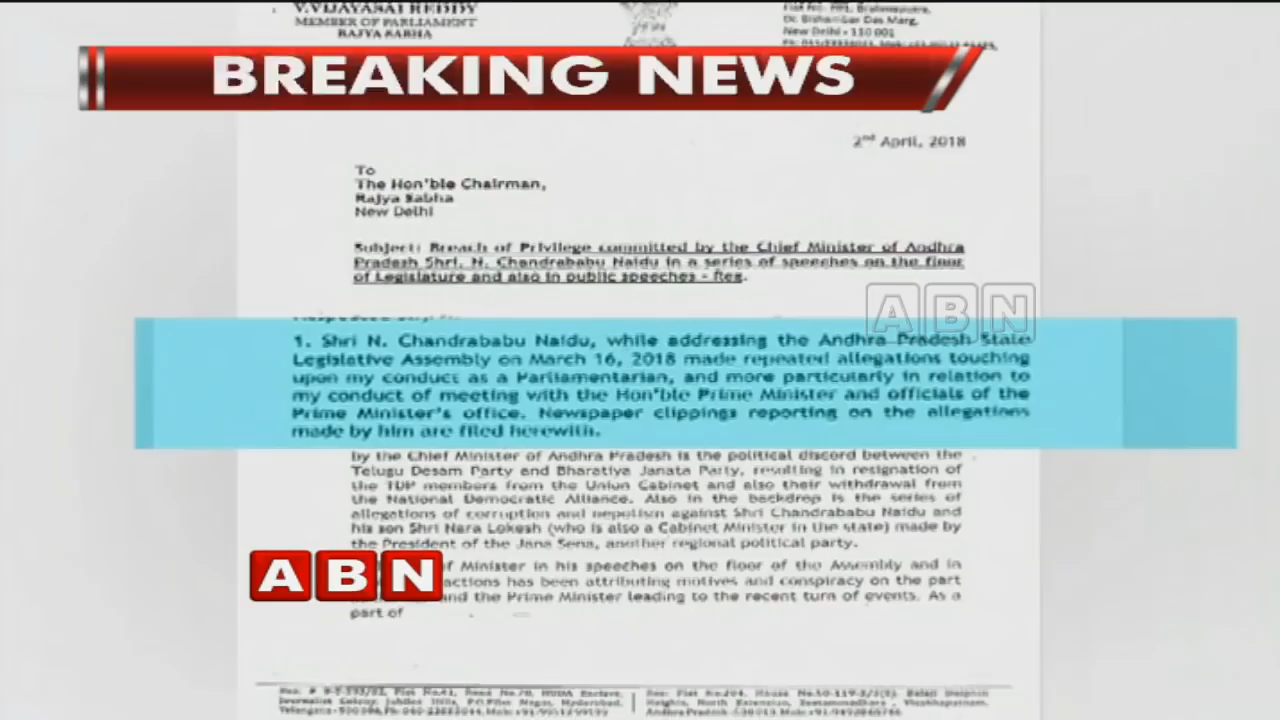 V.VIJAYASAI REDDY
MEMBER OF PARLIAMENT
RAJYA SABHA
Dr. Bishambar Das Marg,
New Delhi - 110 001
BREAKING NEWS
2nd April, 2018
To
The Hon'ble Chairman,
Rajya Sabha
New Delhi
Subject: Breach of Privilege committed by the Chief Minister of Andhra
Pradesh Shri. N. Chandrababu Naidu in a series of speeches on the floor
of Legislature and also in public speeches - Reg.
ABN
1. Shri N. Chandrababu Naidu, while addressing the Andhra Pradesh State
Legislative Assembly on March 16, 2018 made repeated allegations touching
upon my conduct as a Parliamentarian, and more particularly in relation to
my conduct of meeting with the Hon'ble Prime Minister and officials of the
Prime Minister's office. Newspaper clippings reporting on the allegations
made by him are filed herewith.
by the Chief Minister of Andhra Pradesh is the political discord between the
Telugu Desam Party and Bharatiya Janata Party, resulting in resignation of
the TDP members from the Union Cabinet and also their withdrawal from
the National Democratic Alliance. Also in the backdrop is the series of
allegations of corruption and nepotism against Shri Chandrababu Naidu and
his son Shri Nara Lokesh (who is also a Cabinet Minister in the state) made by
the President of the Jana Sena, another regional political party.
ABN
of Minister in his speeches on the floor of the Assembly and in
actions has been attributing motives and conspiracy on the part
and the Prime Minister leading to the recent turn of events. As a
part of